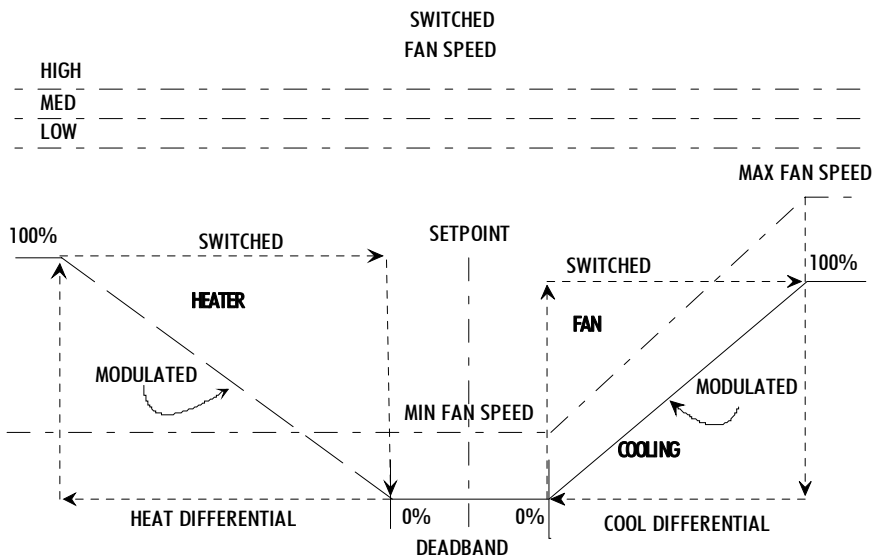 SWITCHED
FAN SPEED
HIGH
MED
LOW
MAX FAN SPEED
100%
SWITCHED
SETPOINT
SWITCHED
100%
HEATER
FAN
MODULATED
MODULATED
MIN FAN SPEED
COOLING
HEAT DIFFERENTIAL
0%
0%
COOL DIFFERENTIAL
DEADBAND